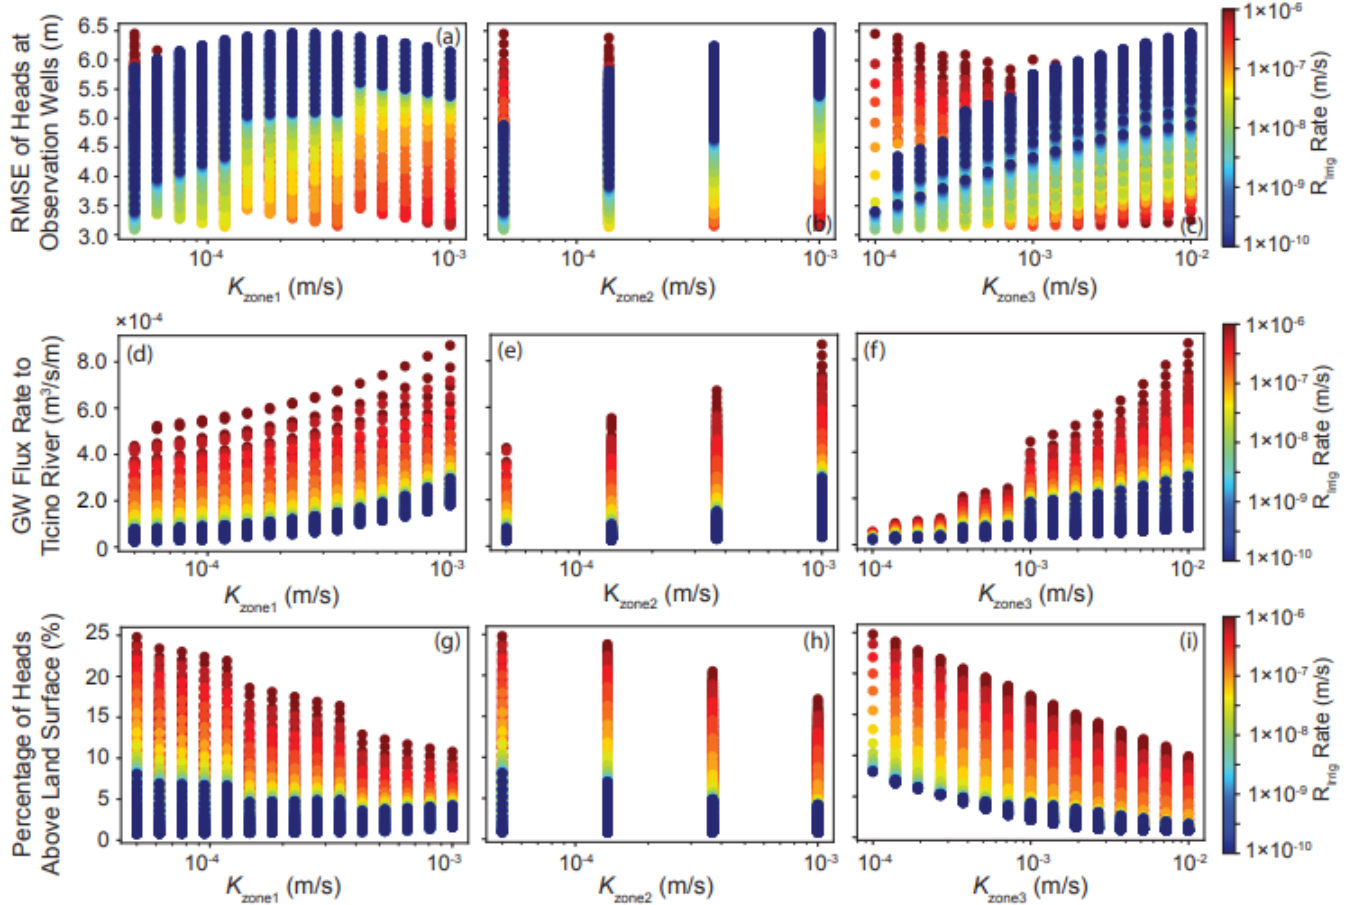 RMSE of Heads at
Observation Wells (m)
6.5
6.0
5.5
5.0
4.5
4.0
3.5
3.0
(a)
10⁻⁴
10⁻³
K_zone1 (m/s)
(b)
10⁻⁴
10⁻³
K_zone2 (m/s)
(c)
10⁻⁴
10⁻³
10⁻²
K_zone3 (m/s)
1×10⁻⁶
1×10⁻⁷
1×10⁻⁸
1×10⁻⁹
1×10⁻¹⁰
R_Irrig Rate (m/s)
GW Flux Rate to
Ticino River (m³/s/m)
×10⁻⁴
8.0
6.0
4.0
2.0
0
(d)
10⁻⁴
10⁻³
K_zone1 (m/s)
(e)
10⁻⁴
10⁻³
K_zone2 (m/s)
(f)
10⁻⁴
10⁻³
10⁻²
K_zone3 (m/s)
1×10⁻⁶
1×10⁻⁷
1×10⁻⁸
1×10⁻⁹
1×10⁻¹⁰
R_Irrig Rate (m/s)
Percentage of Heads
Above Land Surface (%)
25
20
15
10
5
0
(g)
10⁻⁴
10⁻³
K_zone1 (m/s)
(h)
10⁻⁴
10⁻³
K_zone2 (m/s)
(i)
10⁻⁴
10⁻³
10⁻²
K_zone3 (m/s)
1×10⁻⁶
1×10⁻⁷
1×10⁻⁸
1×10⁻⁹
1×10⁻¹⁰
R_Irrig Rate (m/s)